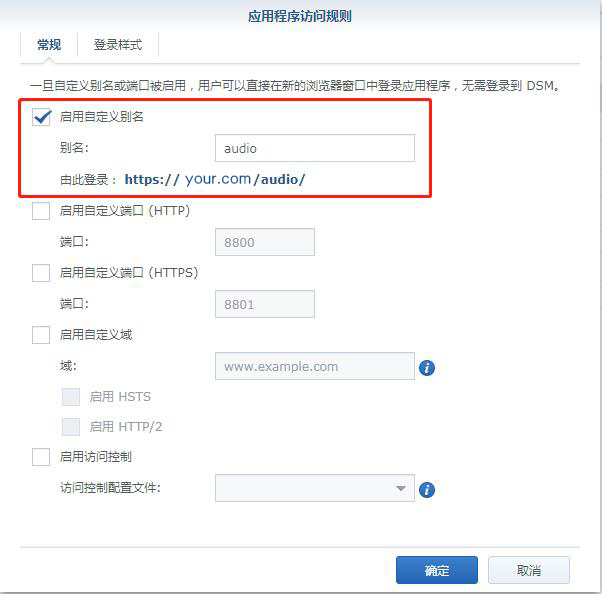 应用程序访问规则
常规 登录样式
一旦自定义别名或端口被启用，用户可以直接在新的浏览器窗口中登录应用程序，无需登录到 DSM。
启用自定义别名
别名: audio
由此登录： https:// your.com /audio/
启用自定义端口 (HTTP)
端口: 8800
启用自定义端口 (HTTPS)
端口: 8801
启用自定义域
域: www.example.com
启用 HSTS
启用 HTTP/2
启用访问控制
访问控制配置文件:
确定 取消